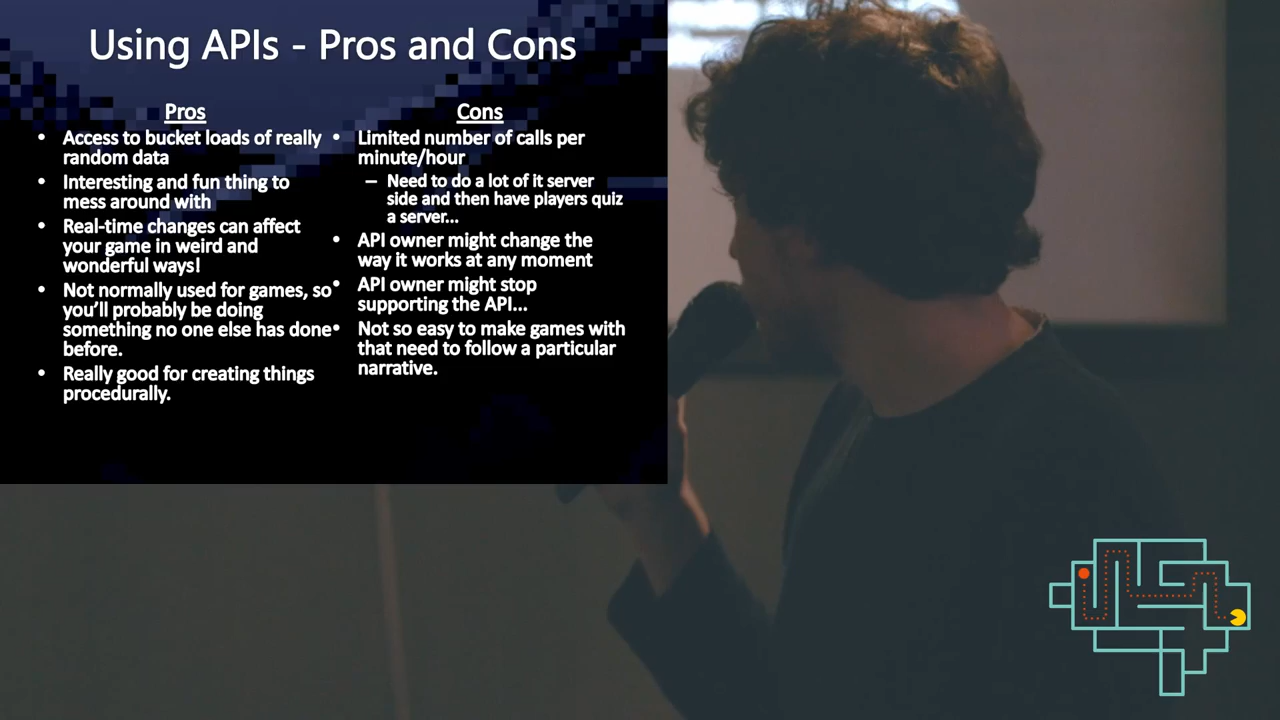 Using APIs - Pros and Cons
Pros
• Access to bucket loads of really
random data
• Interesting and fun thing to
mess around with
• Real-time changes can affect
your game in weird and
wonderful ways!
• Not normally used for games, so
you’ll probably be doing
something no one else has done
before.
• Really good for creating things
procedurally.
Cons
• Limited number of calls per
minute/hour
– Need to do a lot of it server
side and then have players quiz
a server...
• API owner might change the
way it works at any moment
• API owner might stop
supporting the API...
• Not so easy to make games with
that need to follow a particular
narrative.